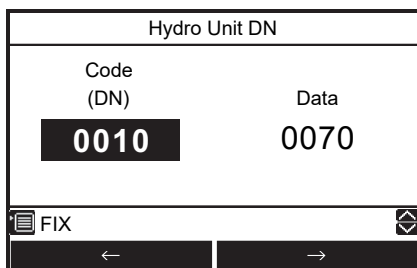 Hydro Unit DN
Code
(DN) Data
0010 0070
FIX
← →